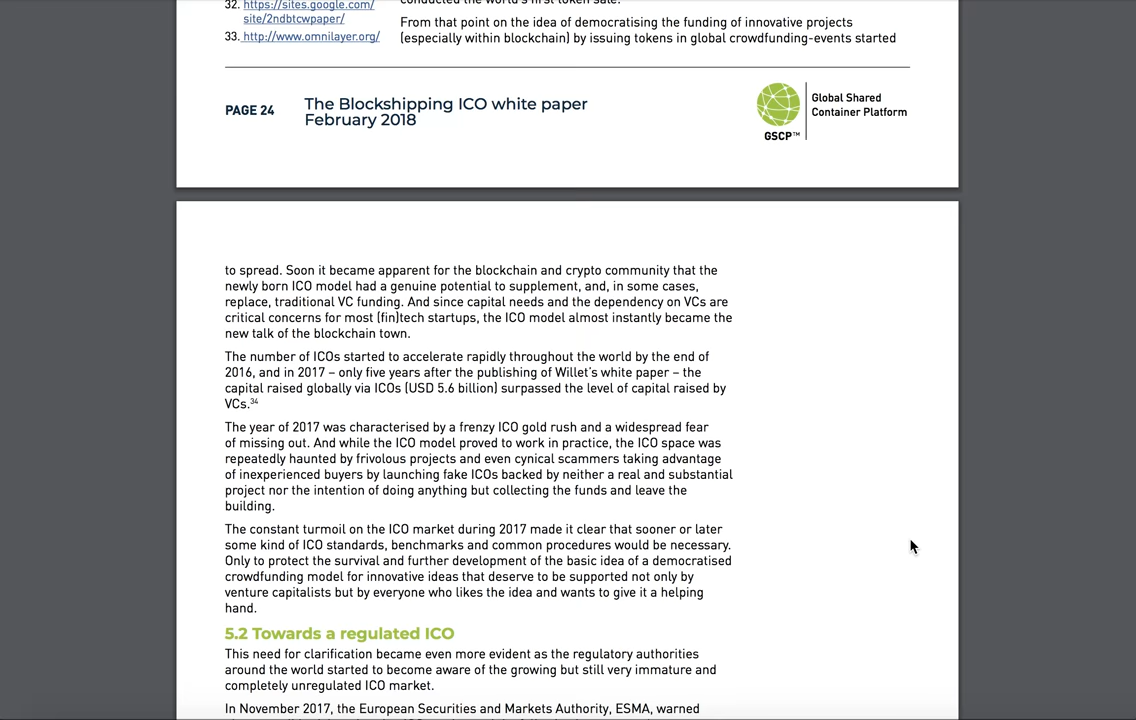 conducted the world's first token sale.
32. https://sites.google.com/
site/2ndbtcwpaper/
33. http://www.omnilayer.org/
From that point on the idea of democratising the funding of innovative projects
(especially within blockchain) by issuing tokens in global crowdfunding-events started
PAGE 24
The Blockshipping ICO white paper
February 2018
GSCP™
Global Shared
Container Platform
to spread. Soon it became apparent for the blockchain and crypto community that the
newly born ICO model had a genuine potential to supplement, and, in some cases,
replace, traditional VC funding. And since capital needs and the dependency on VCs are
critical concerns for most (fin)tech startups, the ICO model almost instantly became the
new talk of the blockchain town.
The number of ICOs started to accelerate rapidly throughout the world by the end of
2016, and in 2017 – only five years after the publishing of Willet's white paper – the
capital raised globally via ICOs (USD 5.6 billion) surpassed the level of capital raised by
VCs.34
The year of 2017 was characterised by a frenzy ICO gold rush and a widespread fear
of missing out. And while the ICO model proved to work in practice, the ICO space was
repeatedly haunted by frivolous projects and even cynical scammers taking advantage
of inexperienced buyers by launching fake ICOs backed by neither a real and substantial
project nor the intention of doing anything but collecting the funds and leave the
building.
The constant turmoil on the ICO market during 2017 made it clear that sooner or later
some kind of ICO standards, benchmarks and common procedures would be necessary.
Only to protect the survival and further development of the basic idea of a democratised
crowdfunding model for innovative ideas that deserve to be supported not only by
venture capitalists but by everyone who likes the idea and wants to give it a helping
hand.
5.2 Towards a regulated ICO
This need for clarification became even more evident as the regulatory authorities
around the world started to become aware of the growing but still very immature and
completely unregulated ICO market.
In November 2017, the European Securities and Markets Authority, ESMA, warned